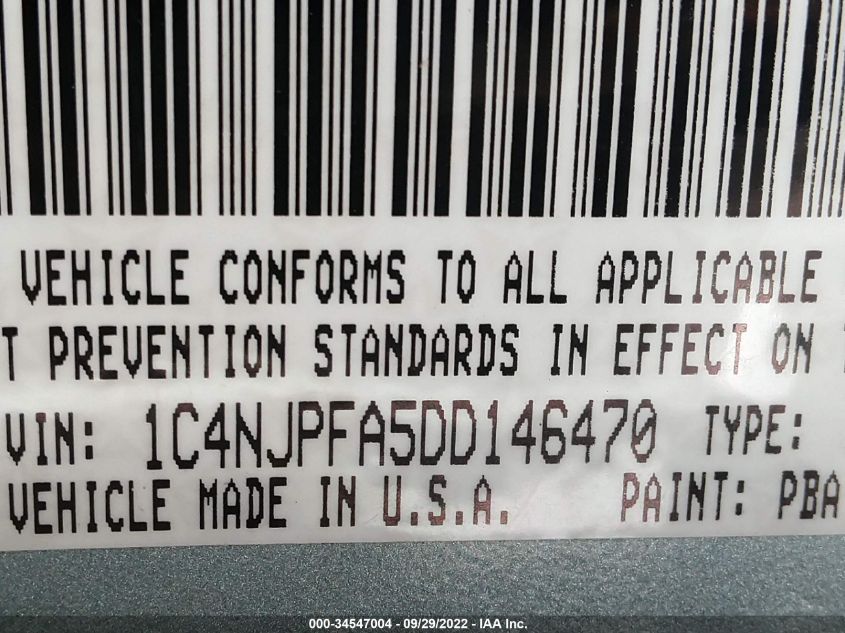 VEHICLE CONFORMS TO ALL APPLICABLE
T PREVENTION STANDARDS IN EFFECT ON
VIN: 1C4NJPFA5DD146470 TYPE:
VEHICLE MADE IN U.S.A. PAINT: PBA
000-34547004 - 09/29/2022 - IAA Inc.